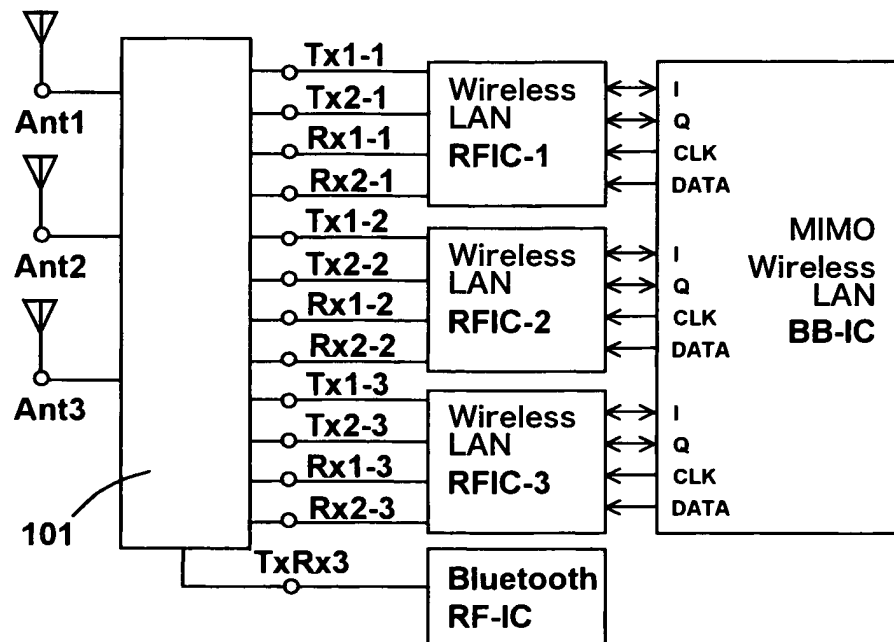 Ant1
Ant2
Ant3
101
Tx1-1
Tx2-1
Rx1-1
Rx2-1
Tx1-2
Tx2-2
Rx1-2
Rx2-2
Tx1-3
Tx2-3
Rx1-3
Rx2-3
TxRx3
Wireless
LAN
RFIC-1
Wireless
LAN
RFIC-2
Wireless
LAN
RFIC-3
Bluetooth
RF-IC
I
Q
CLK
DATA
I
Q
CLK
DATA
I
Q
CLK
DATA
MIMO
Wireless
LAN
BB-IC